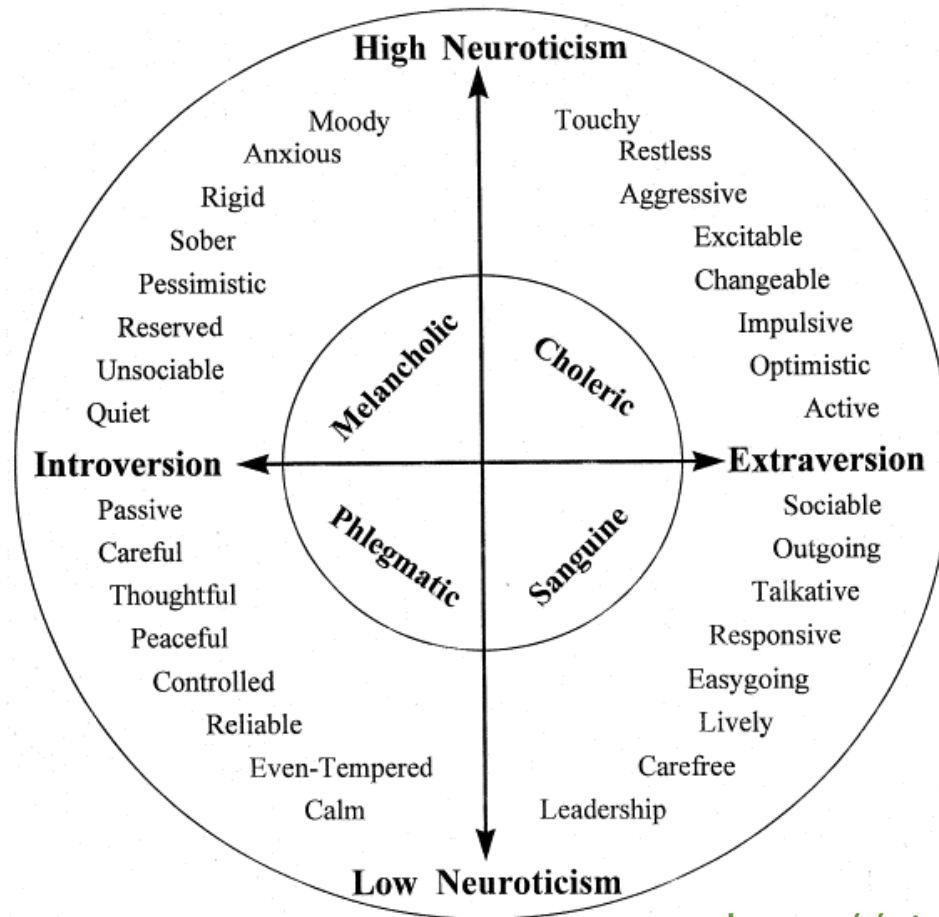 High Neuroticism
Moody
Touchy
Anxious
Restless
Rigid
Aggressive
Sober
Excitable
Pessimistic
Changeable
Reserved
Impulsive
Unsociable
Optimistic
Quiet
Active
Melancholic
Choleric
Introversion
Extraversion
Phlegmatic
Sanguine
Passive
Sociable
Careful
Outgoing
Thoughtful
Talkative
Peaceful
Responsive
Controlled
Easygoing
Reliable
Lively
Even-Tempered
Carefree
Calm
Leadership
Low Neuroticism